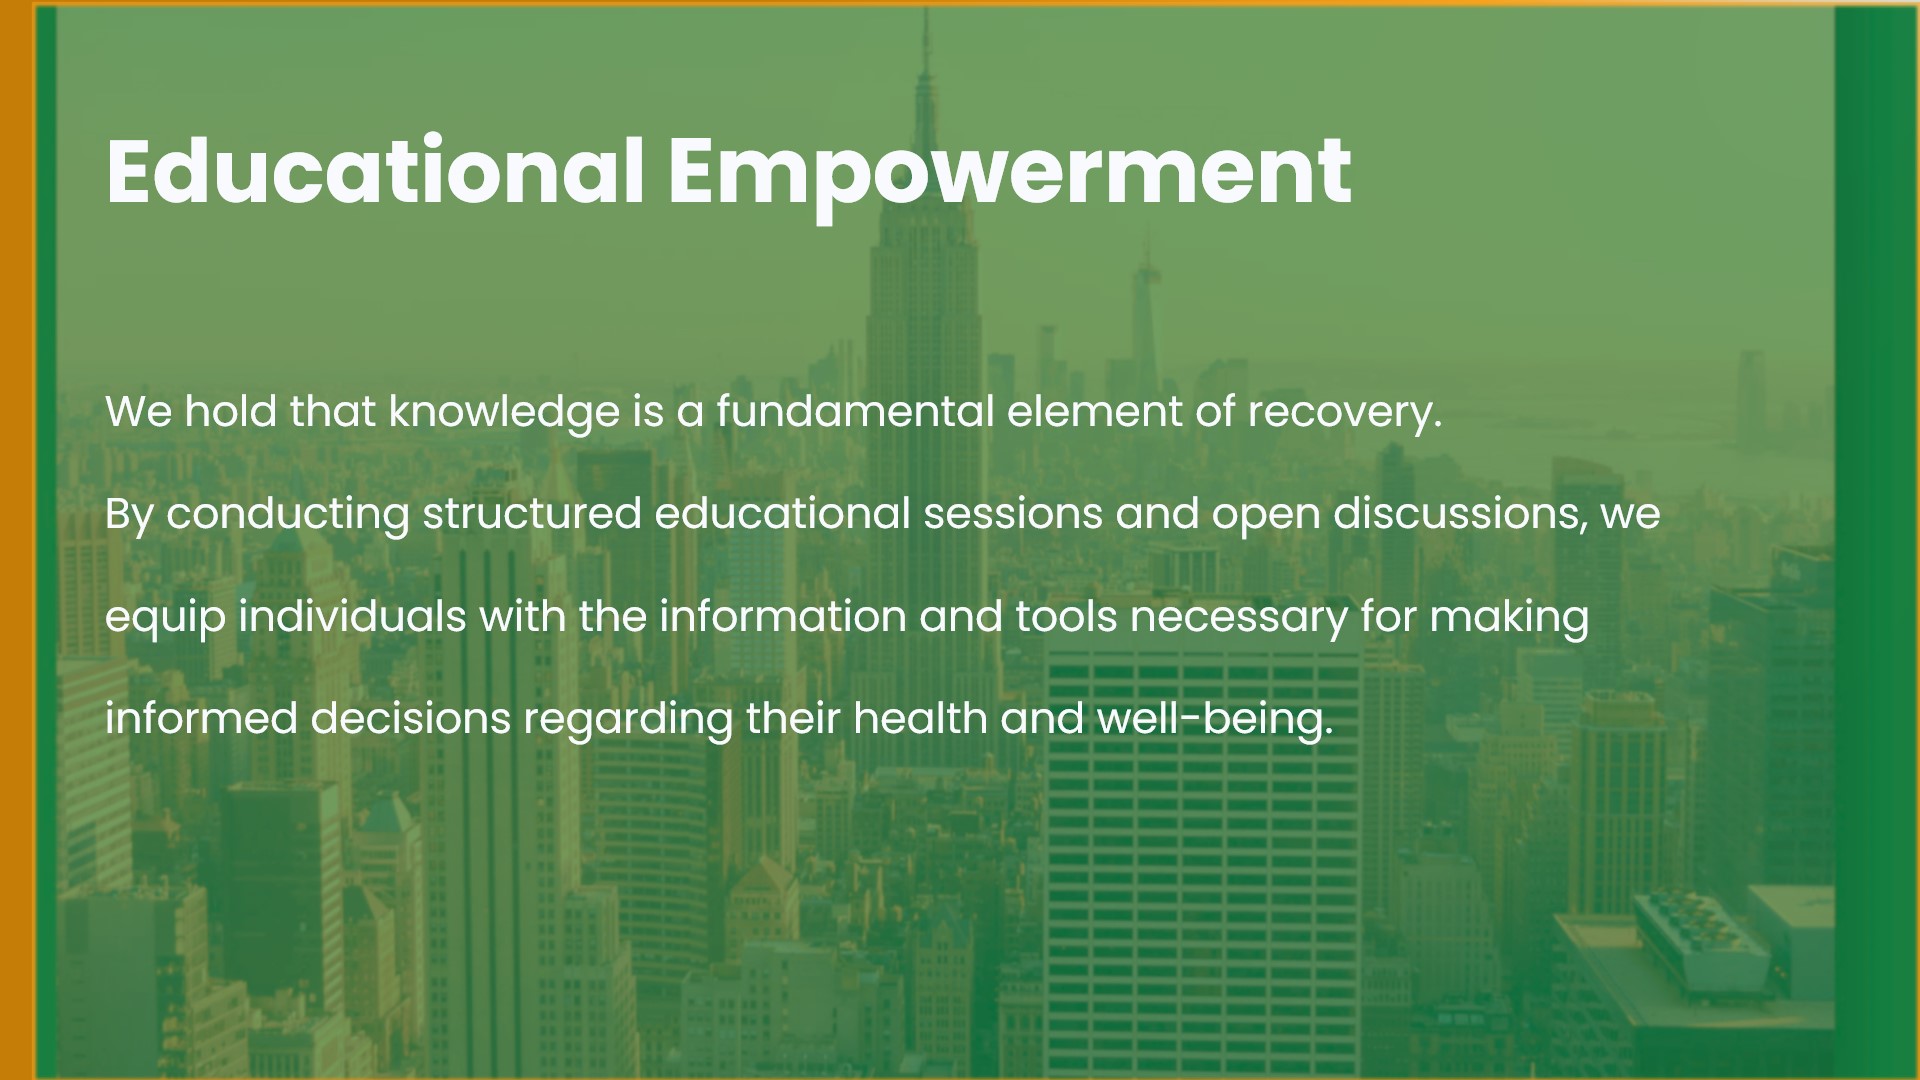 Educational Empowerment
We hold that knowledge is a fundamental element of recovery.
By conducting structured educational sessions and open discussions, we
equip individuals with the information and tools necessary for making
informed decisions regarding their health and well-being.